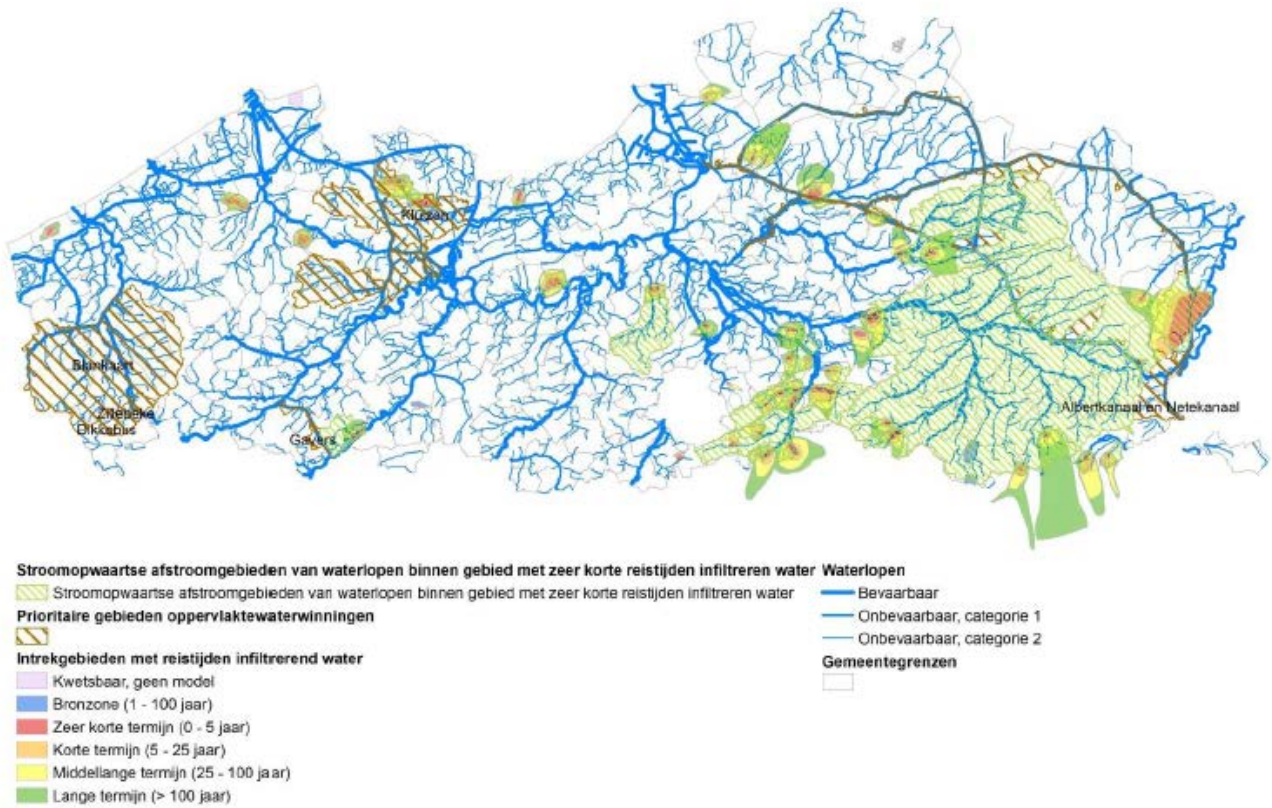 Kluizen
Blankaart
Zillebeke
Dikkebus
Gavers
Albertkanaal en Netekanaal
Stroomopwaartse afstroomgebieden van waterlopen binnen gebied met zeer korte reistijden infiltreren water
Stroomopwaartse afstroomgebieden van waterlopen binnen gebied met zeer korte reistijden infiltreren water
Prioritaire gebieden oppervlaktewaterwinningen
Intrekgebieden met reistijden infiltrerend water
Kwetsbaar, geen model
Bronzone (1 - 100 jaar)
Zeer korte termijn (0 - 5 jaar)
Korte termijn (5 - 25 jaar)
Middellange termijn (25 - 100 jaar)
Lange termijn (> 100 jaar)
Waterlopen
Bevaarbaar
Onbevaarbaar, categorie 1
Onbevaarbaar, categorie 2
Gemeentegrenzen